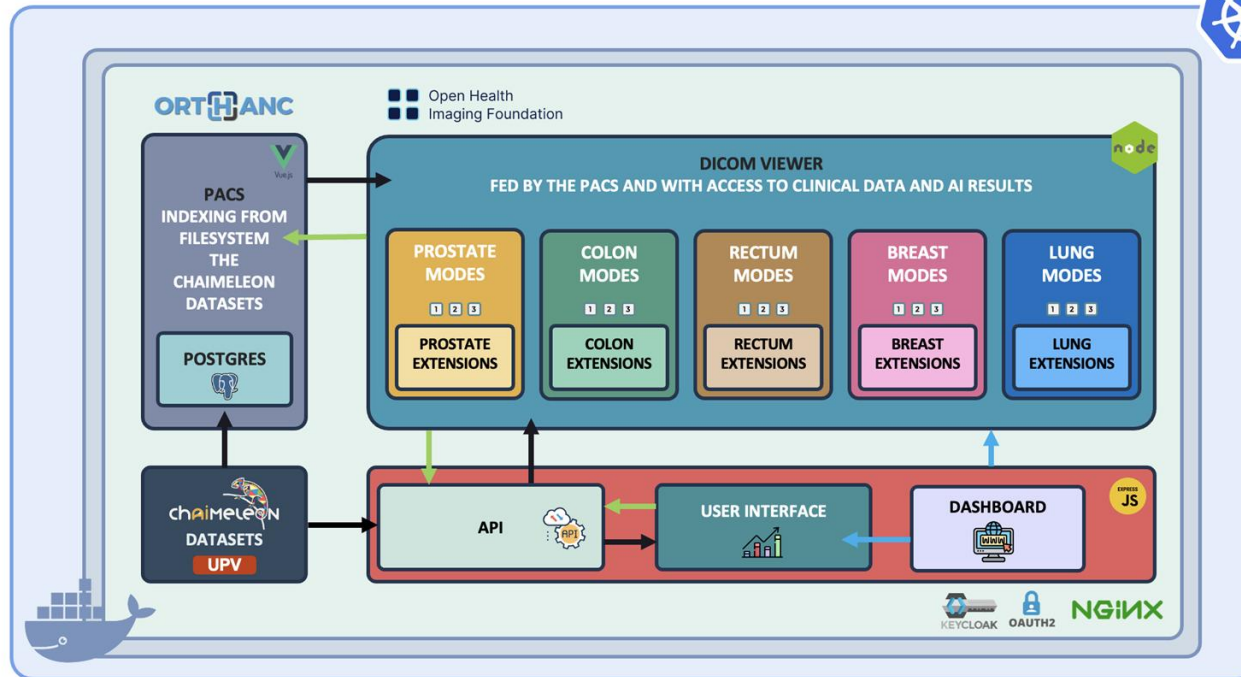 ORTHANC
Open Health
Imaging Foundation
Vue.js
PACS
INDEXING FROM
FILESYSTEM
THE
CHAIMELEON
DATASETS
POSTGRES
node
DICOM VIEWER
FED BY THE PACS AND WITH ACCESS TO CLINICAL DATA AND AI RESULTS
PROSTATE
MODES
1 2 3
PROSTATE
EXTENSIONS
COLON
MODES
1 2 3
COLON
EXTENSIONS
RECTUM
MODES
1 2 3
RECTUM
EXTENSIONS
BREAST
MODES
1 2 3
BREAST
EXTENSIONS
LUNG
MODES
1 2 3
LUNG
EXTENSIONS
chAImeleon
DATASETS
UPV
API
API
USER INTERFACE
DASHBOARD
WWW
EXPRESS
JS
KEYCLOAK
OAUTH2
NGINX